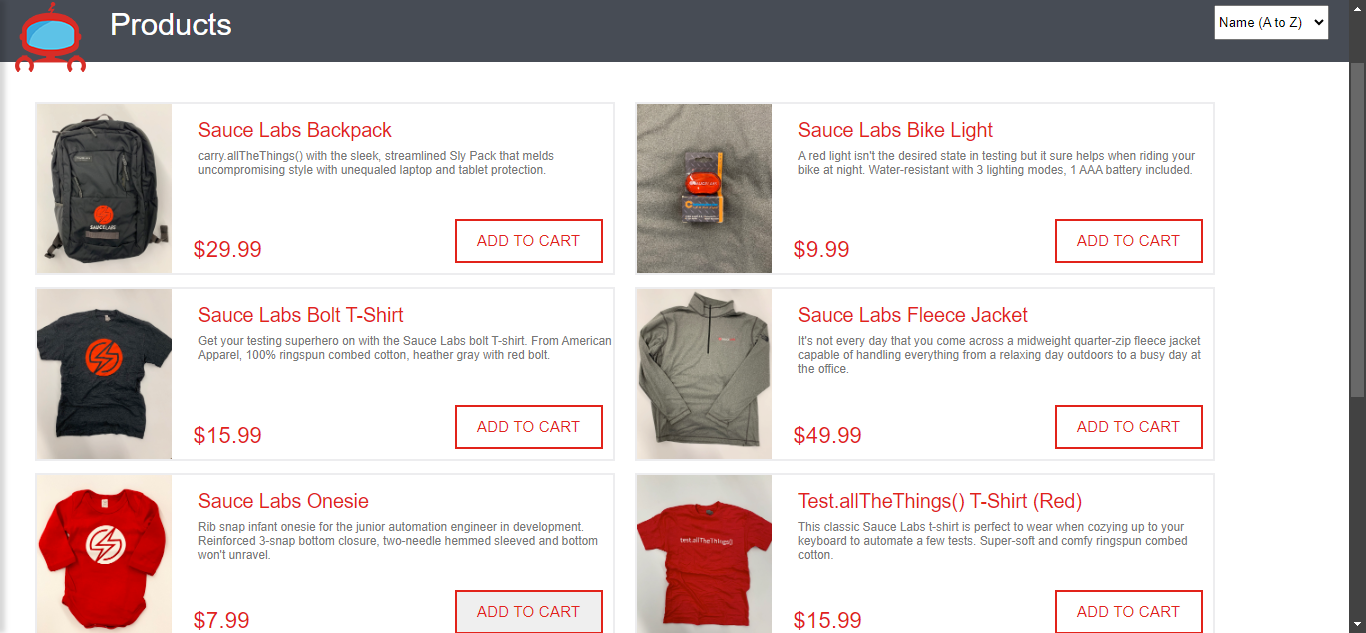 Products
Name (A to Z)
Sauce Labs Backpack
carry.allTheThings() with the sleek, streamlined Sly Pack that melds
uncompromising style with unequaled laptop and tablet protection.
$29.99
ADD TO CART
SAUCELABS
Sauce Labs Bike Light
A red light isn't the desired state in testing but it sure helps when riding your
bike at night. Water-resistant with 3 lighting modes, 1 AAA battery included.
$9.99
ADD TO CART
SAUCELABS
Sauce Labs Bolt T-Shirt
Get your testing superhero on with the Sauce Labs bolt T-shirt. From American
Apparel, 100% ringspun combed cotton, heather gray with red bolt.
$15.99
ADD TO CART
Sauce Labs Fleece Jacket
It's not every day that you come across a midweight quarter-zip fleece jacket
capable of handling everything from a relaxing day outdoors to a busy day at
the office.
$49.99
ADD TO CART
Sauce Labs Onesie
Rib snap infant onesie for the junior automation engineer in development.
Reinforced 3-snap bottom closure, two-needle hemmed sleeved and bottom
won't unravel.
$7.99
ADD TO CART
test.allTheThings()
Test.allTheThings() T-Shirt (Red)
This classic Sauce Labs t-shirt is perfect to wear when cozying up to your
keyboard to automate a few tests. Super-soft and comfy ringspun combed
cotton.
$15.99
ADD TO CART